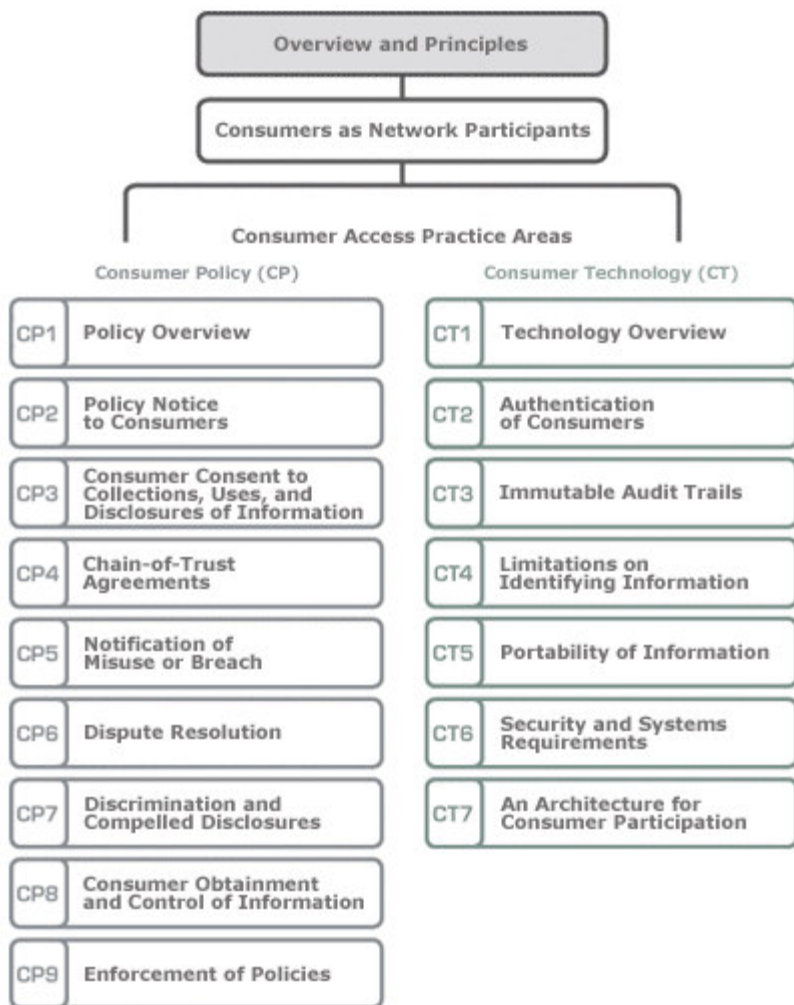 Overview and Principles
Consumers as Network Participants
Consumer Access Practice Areas
Consumer Policy (CP)
CP1 Policy Overview
CP2 Policy Notice
to Consumers
CP3 Consumer Consent to
Collections, Uses, and
Disclosures of Information
CP4 Chain-of-Trust
Agreements
CP5 Notification of
Misuse or Breach
CP6 Dispute Resolution
CP7 Discrimination and
Compelled Disclosures
CP8 Consumer Obtainment
and Control of Information
CP9 Enforcement of Policies
Consumer Technology (CT)
CT1 Technology Overview
CT2 Authentication
of Consumers
CT3 Immutable Audit Trails
CT4 Limitations on
Identifying Information
CT5 Portability of Information
CT6 Security and Systems
Requirements
CT7 An Architecture for
Consumer Participation